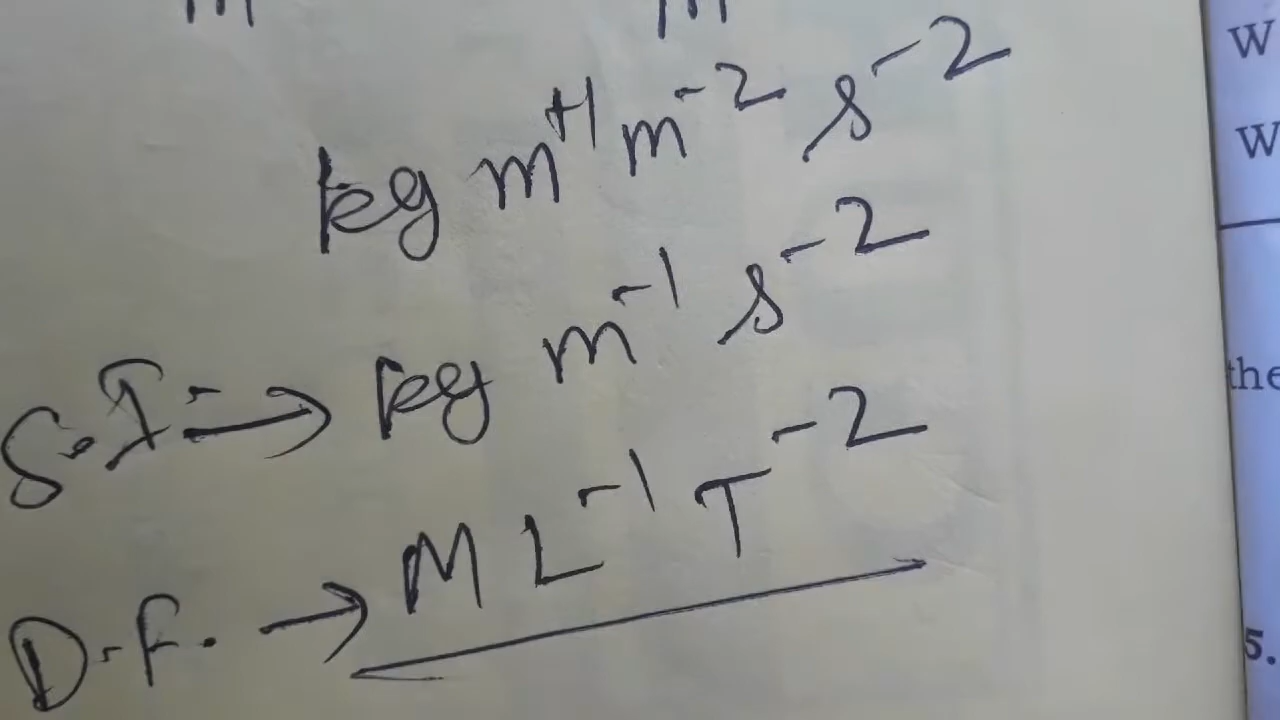 m m
kg m⁺¹ m⁻² s⁻²
S.I. → kg m⁻¹ s⁻²
D.F. → M L⁻¹ T⁻²
W
W
the
5.